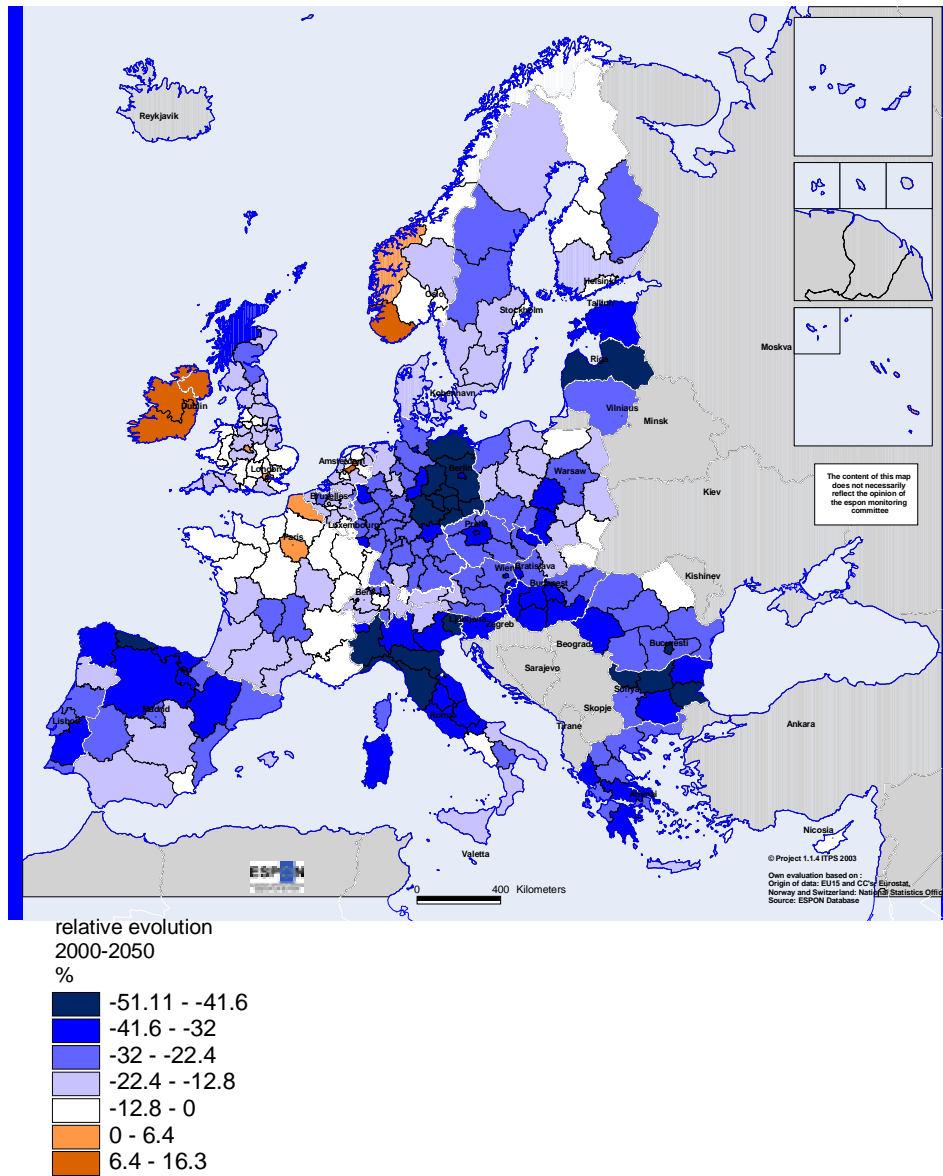 Reykjavik
Oslo
Helsinki
Tallinn
Stockholm
Moskva
Riga
Kobenhavn
Vilnius
Minsk
Dublin
The content of this map
does not necessarily
reflect the opinion of
the espon monitoring
committee
London
Amsterdam
Berlin
Warsaw
Kiev
Bruxelles
Luxembourg
Praha
Paris
Wien
Bratislava
Kishinev
Bern
Ljubljana
Zagreb
Beograd
Bucuresti
Sarajevo
Sofiya
Skopje
Madrid
Lisboa
Tirane
Ankara
Nicosia
Valetta
© Project 1.1.4 ITPS 2003
Own evaluation based on :
Origin of data: EU15 and CC's: Eurostat,
Norway and Switzerland: National Statistics Offic
Source: ESPON Database
ESPON
0 400 Kilometers
relative evolution
2000-2050
%
-51.11 - -41.6
-41.6 - -32
-32 - -22.4
-22.4 - -12.8
-12.8 - 0
0 - 6.4
6.4 - 16.3